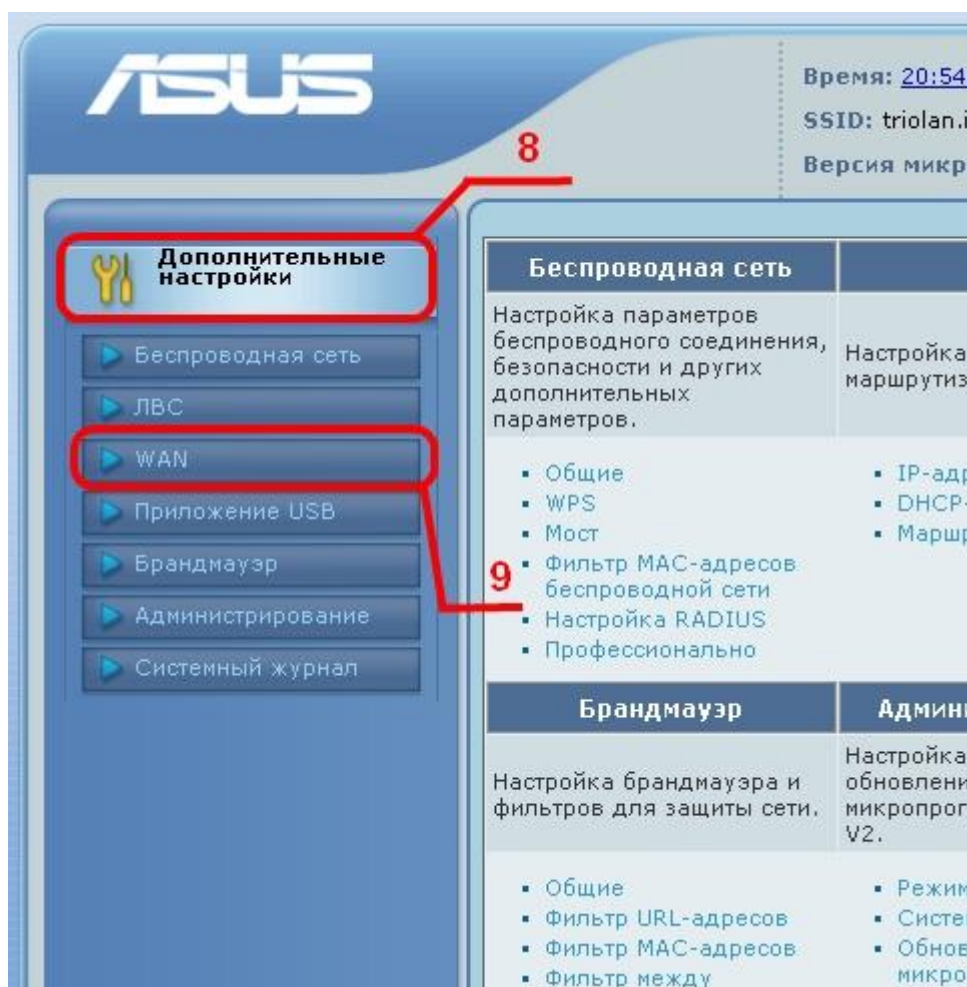 ASUS
Время: 20:54
SSID: triolan.i
Версия
8
Дополнительные
настройки
Беспроводная сеть
ЛВС
WAN
Приложение USB
Брандмауэр
Администрирование
Системный журнал
9
Беспроводная сеть
Настройка параметров
беспроводного соединения,
безопасности и других
дополнительных
параметров.
Настройка
Общие
WPS
Мост
Фильтр MAC-адресов
беспроводной сети
Настройка RADIUS
Профессионально
IP-адр
DHCP-
Маршр
Брандмауэр
Админи
Настройка брандмауэра и
фильтров для защиты сети.
Настройка
обновлени
микропрог
V2.
Общие
Фильтр URL-адресов
Фильтр MAC-адресов
Фильтр между
Режим
Систе
Обнов
микро